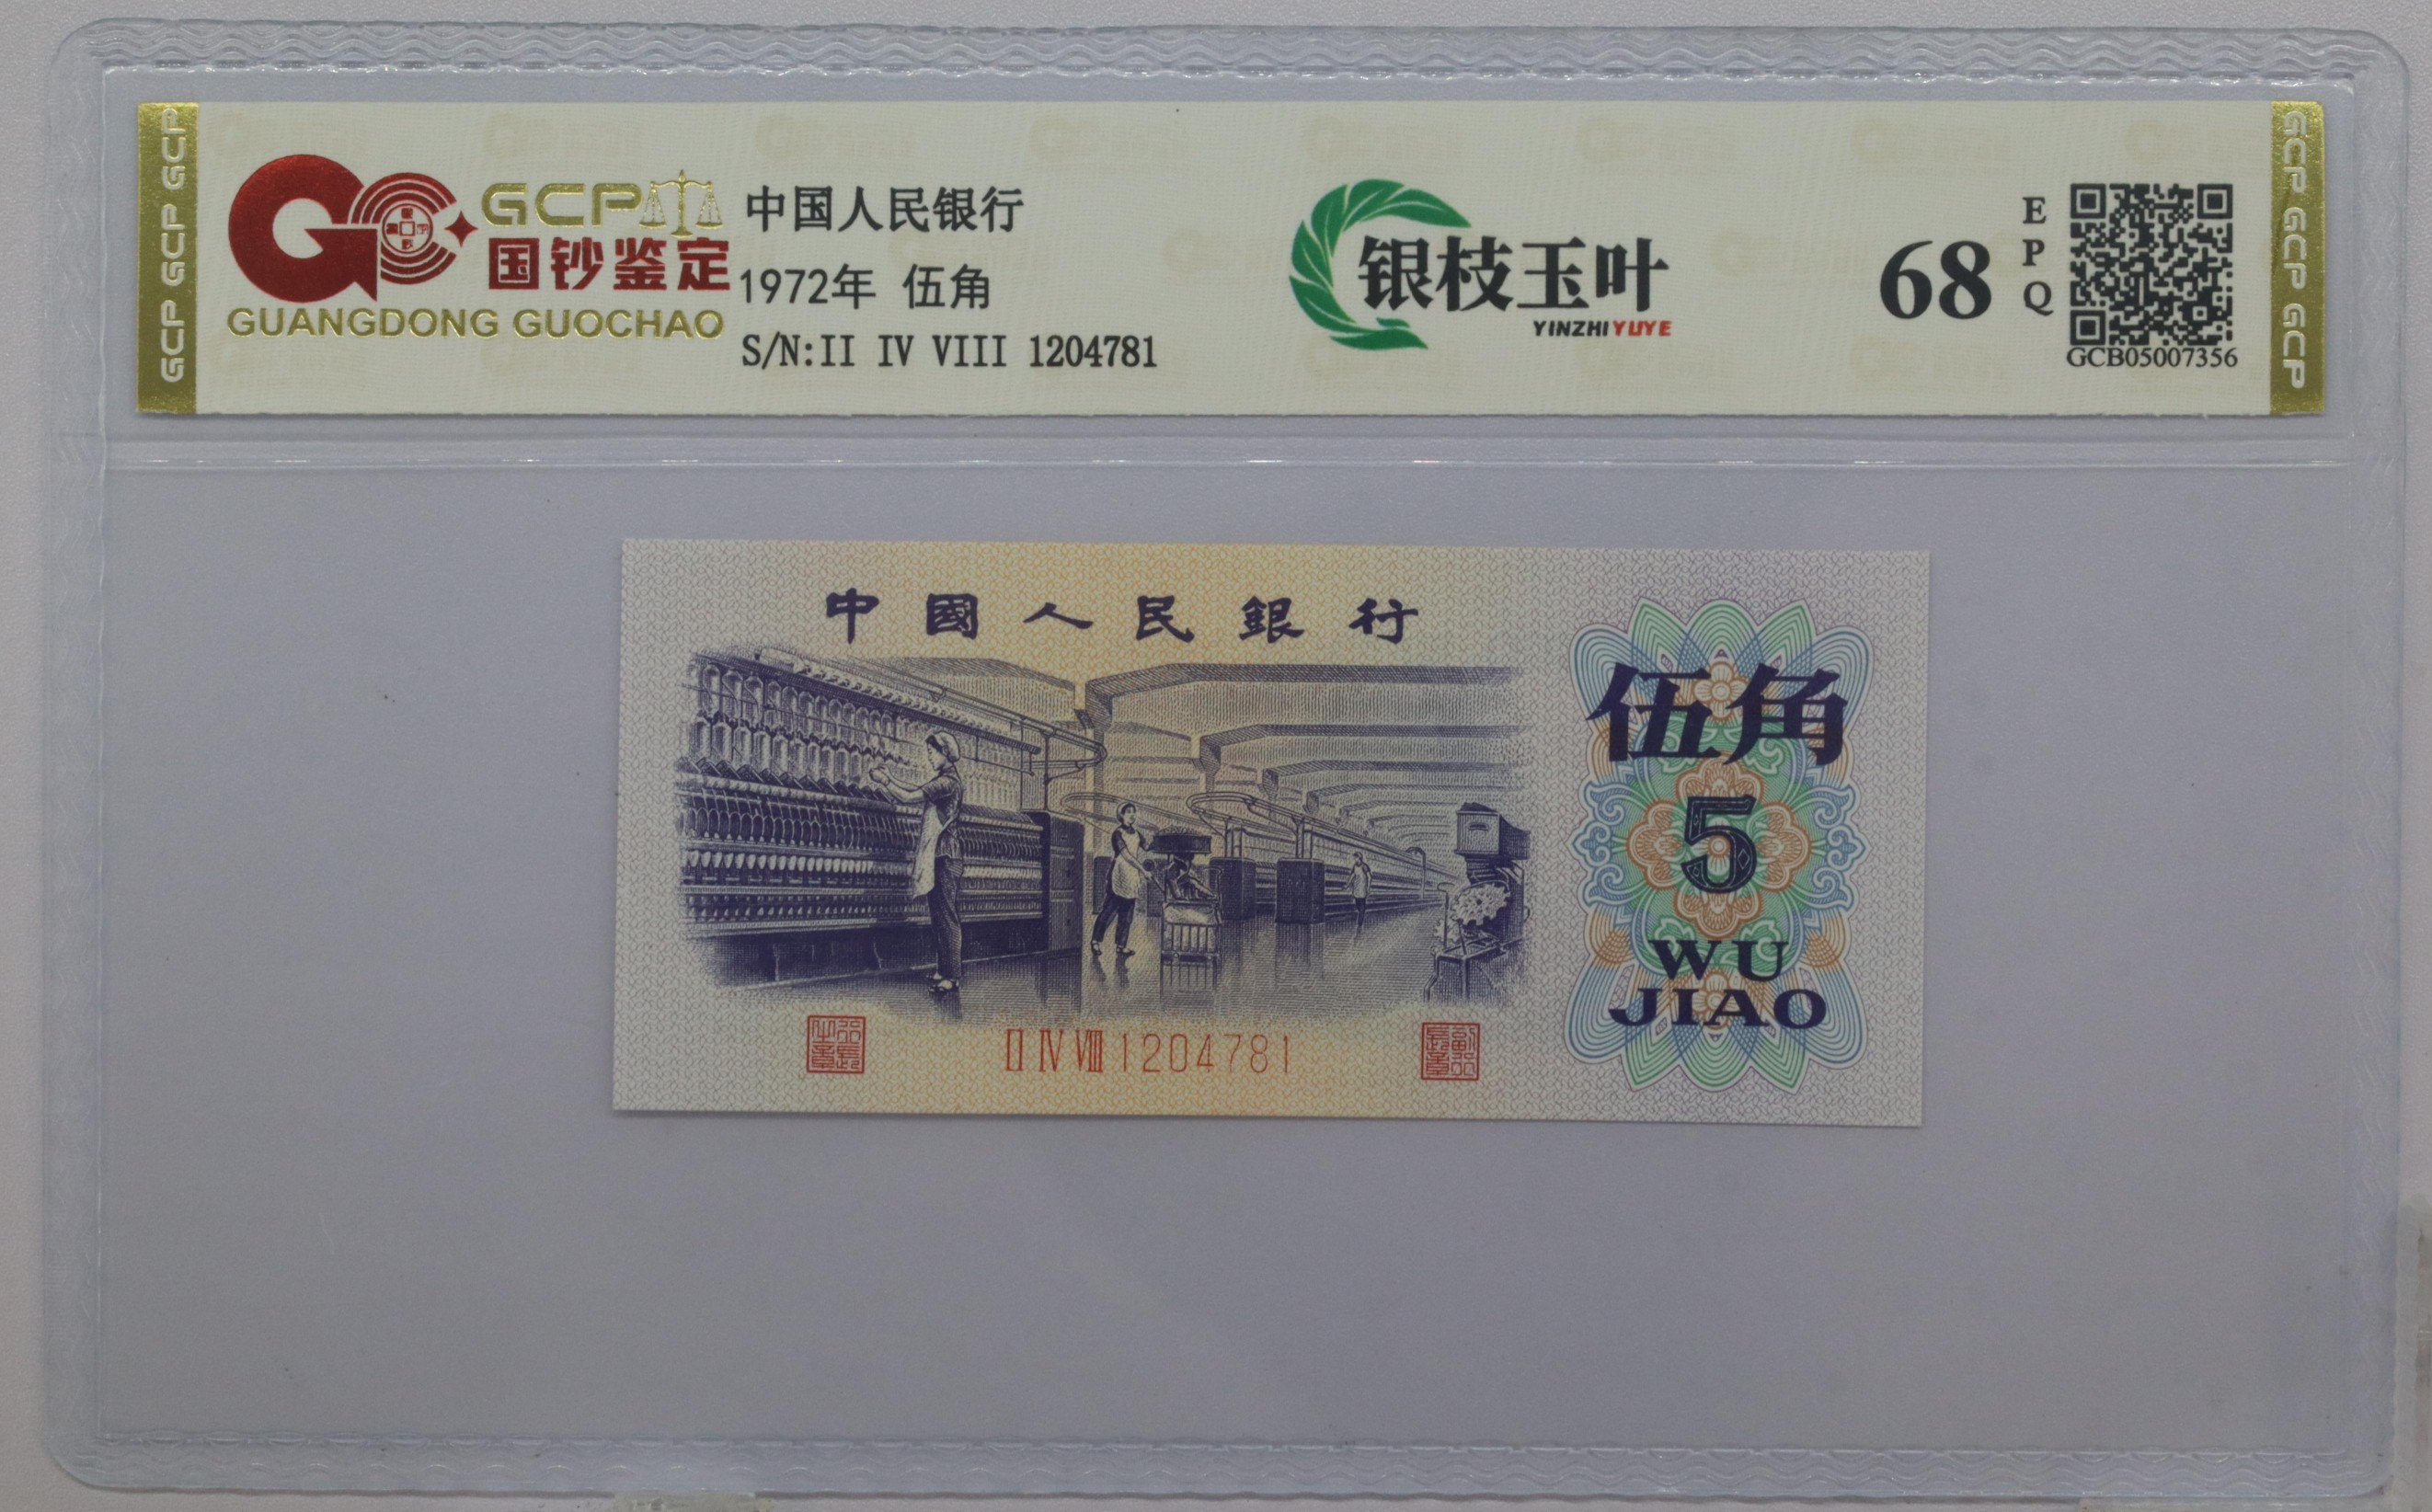 GCP GCP GCP
GCP
国钞鉴定
GUANGDONG GUOCHAO
中国人民银行
1972年 伍角
S/N:II IV VIII 1204781
银枝玉叶
YINZHIYUYE
68
EPQ
GCB05007356
GCP GCP GCP
中國人民銀行
伍角
5
WU
JIAO
II IV VIII 1204781